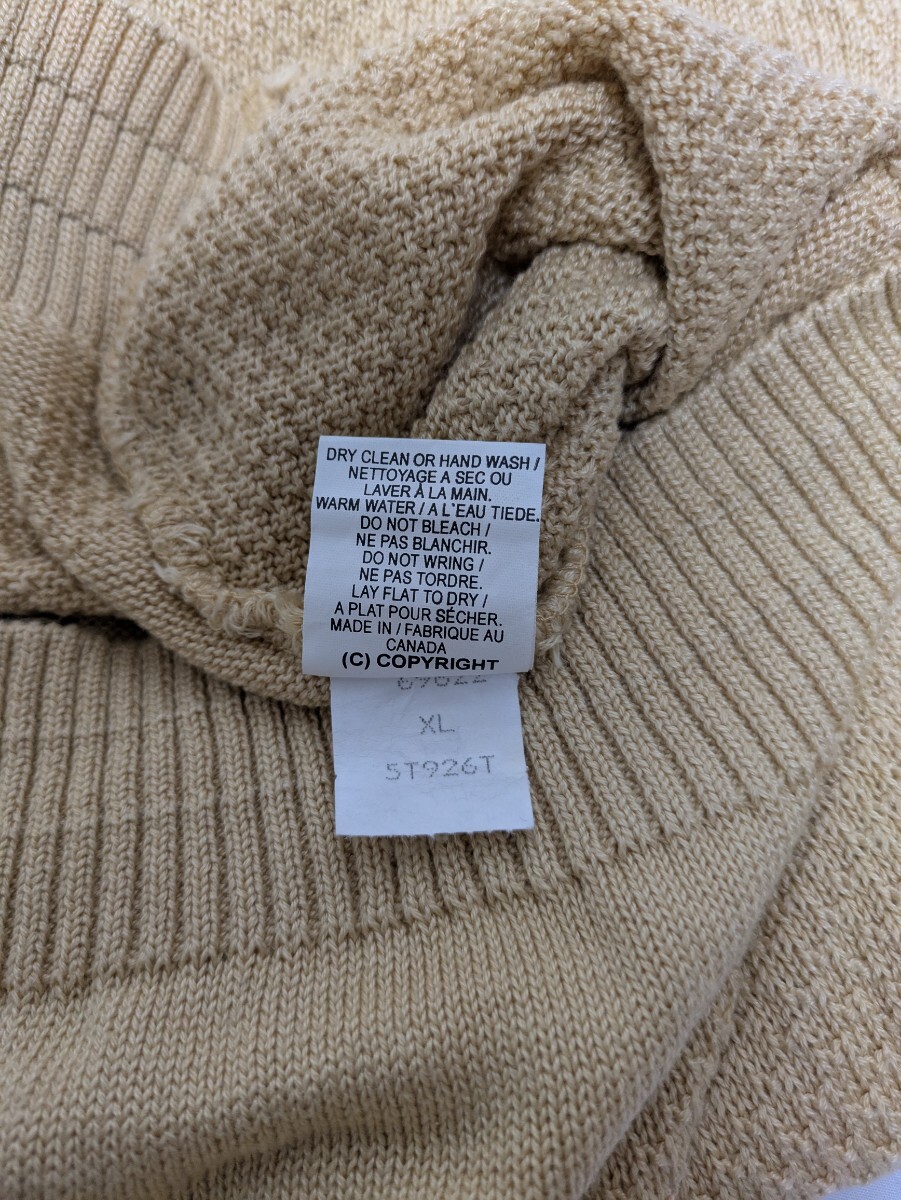 DRY CLEAN OR HAND WASH /
NETTOYAGE A SEC OU
LAVER À LA MAIN.
WARM WATER / A L'EAU TIEDE.
DO NOT BLEACH /
NE PAS BLANCHIR.
DO NOT WRING /
NE PAS TORDRE.
LAY FLAT TO DRY /
A PLAT POUR SÉCHER.
MADE IN / FABRIQUE AU
CANADA
(C) COPYRIGHT
XL
5T926T